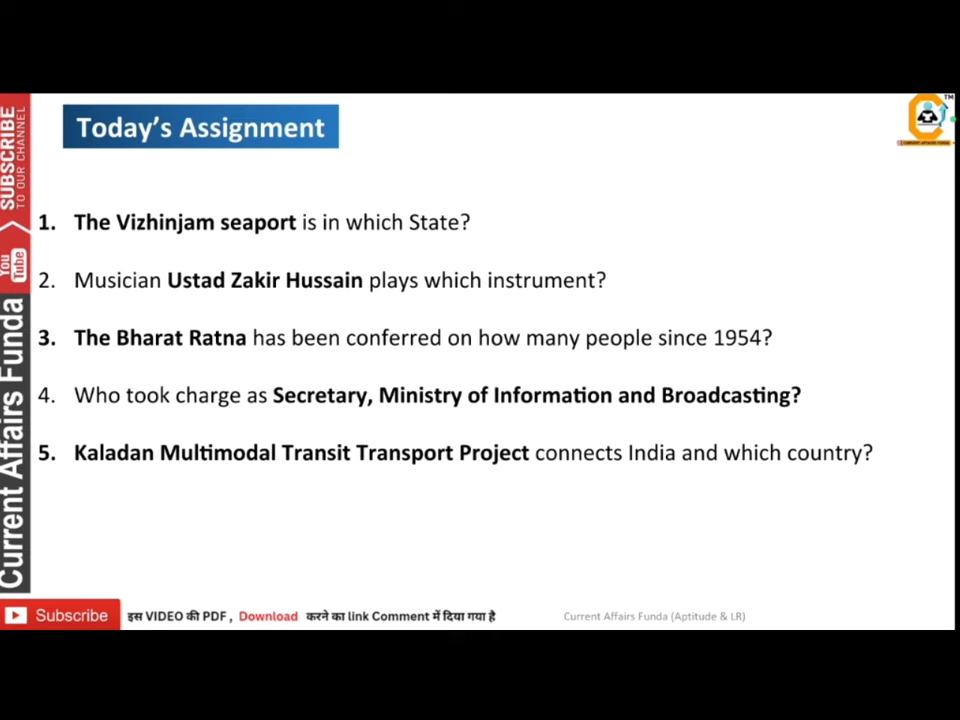 Today's Assignment
TM
CURRENT AFFAIRS FUNDA
SUBSCRIBE
TO OUR CHANNEL
You Tube
Current Affairs Funda
1. The Vizhinjam seaport is in which State?
2. Musician Ustad Zakir Hussain plays which instrument?
3. The Bharat Ratna has been conferred on how many people since 1954?
4. Who took charge as Secretary, Ministry of Information and Broadcasting?
5. Kaladan Multimodal Transit Transport Project connects India and which country?
Subscribe
इस VIDEO की PDF , Download करने का link Comment में दिया गया है
Current Affairs Funda (Aptitude & LR)